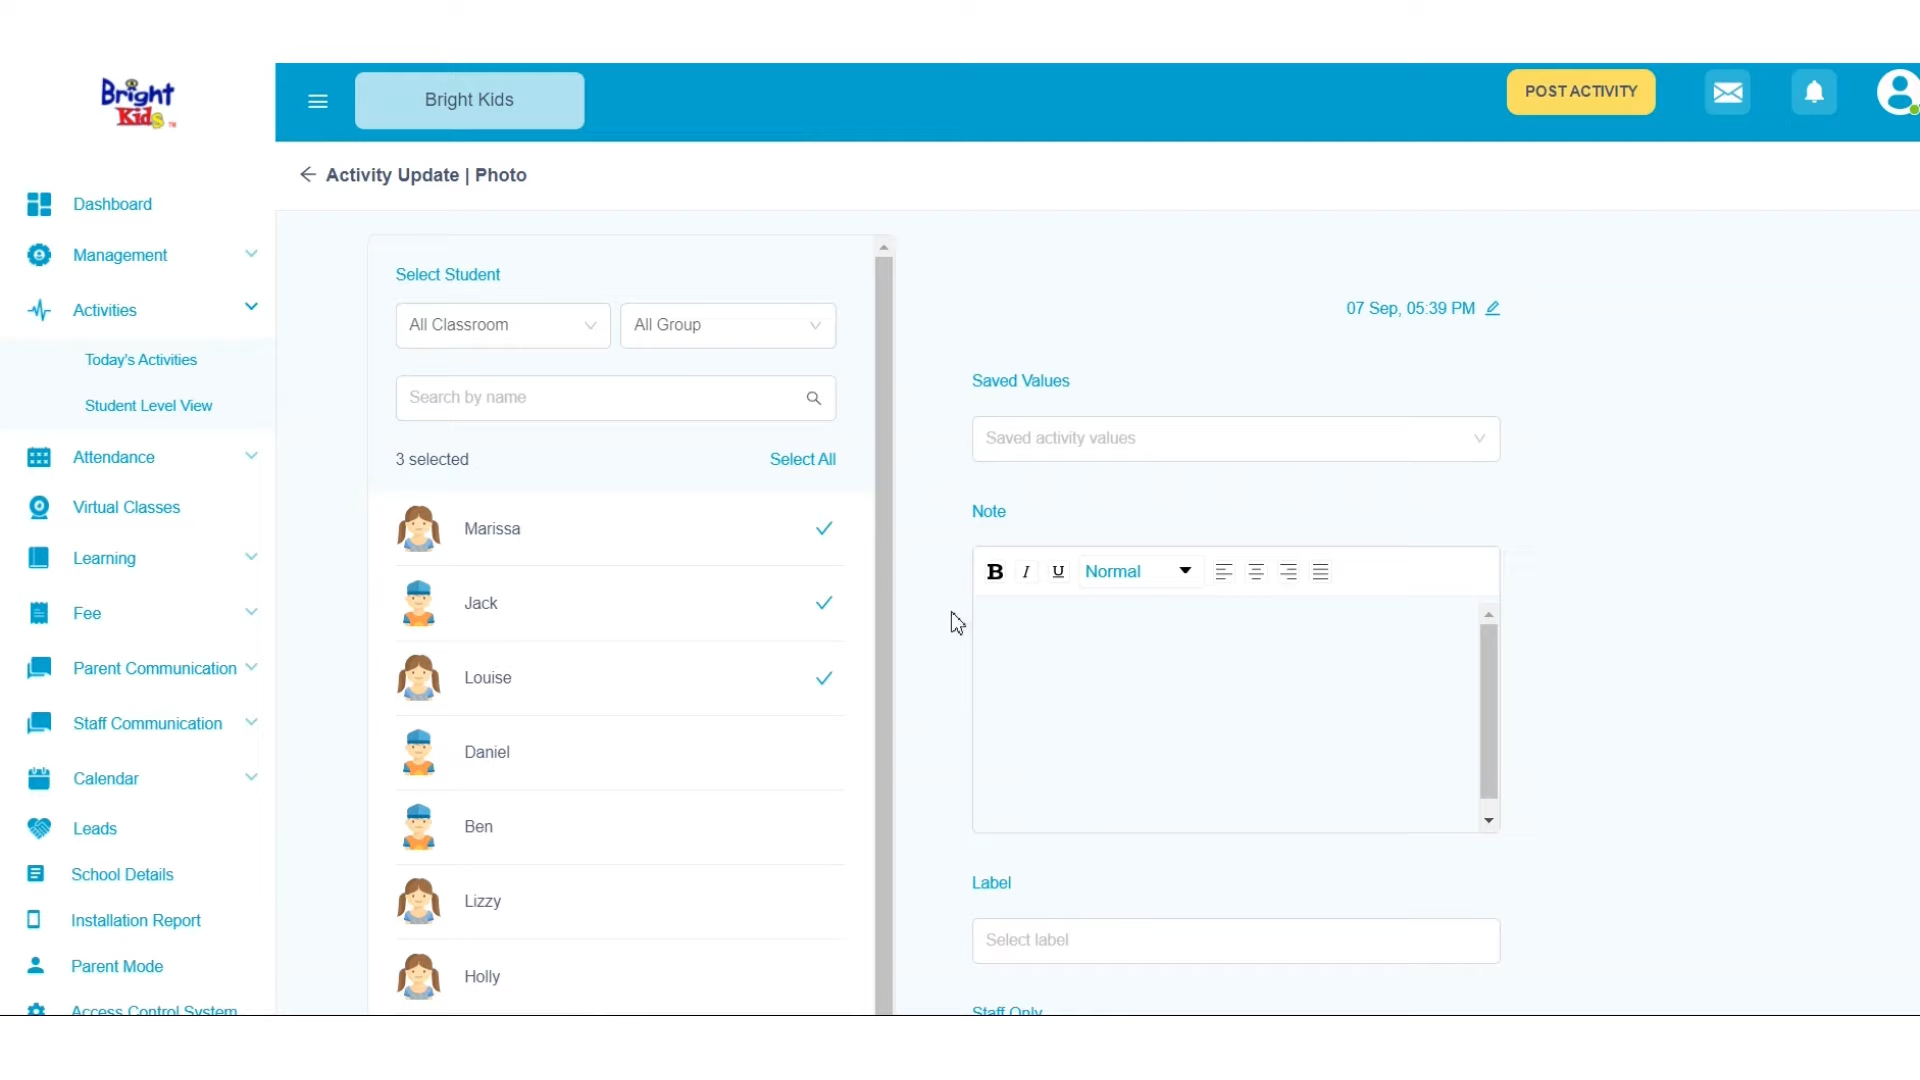 Bright
Kids
TM
Bright Kids
POST ACTIVITY
Activity Update | Photo
Dashboard
Management
Activities
Today's Activities
Student Level View
Attendance
Virtual Classes
Learning
Fee
Parent Communication
Staff Communication
Calendar
Leads
School Details
Installation Report
Parent Mode
Access Control System
Select Student
All Classroom
All Group
Search by name
3 selected
Select All
Marissa
Jack
Louise
Daniel
Ben
Lizzy
Holly
07 Sep, 05:39 PM
Saved Values
Saved activity values
Note
B I U Normal
Label
Select label
Staff Only